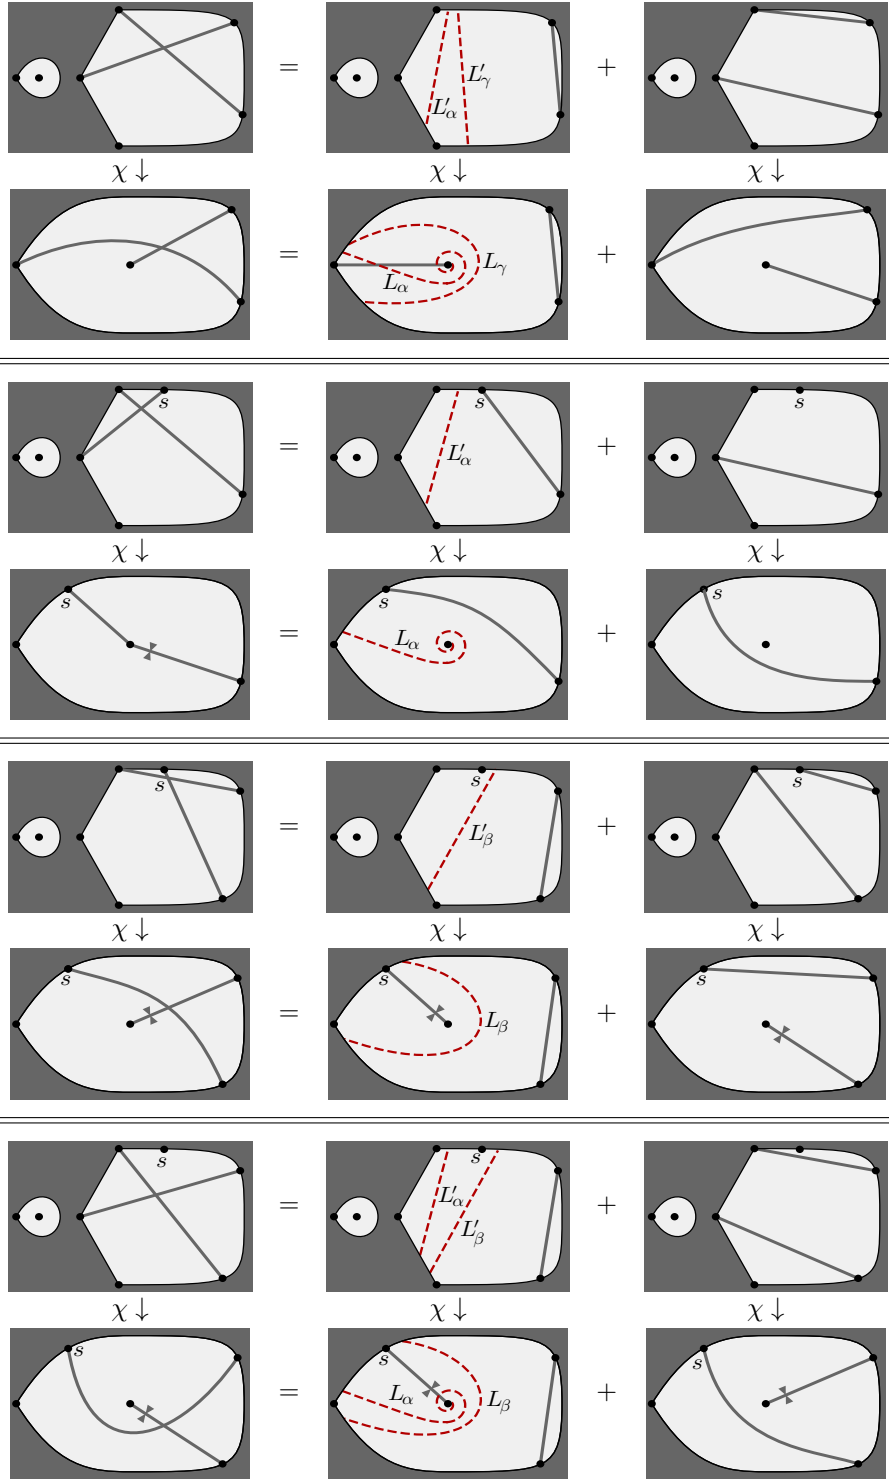 = L′α L′γ +
χ ↓ χ ↓ χ ↓
= Lα Lγ +
s = L′α s + s
χ ↓ χ ↓ χ ↓
s = s Lα + s
s = s L′β + s
χ ↓ χ ↓ χ ↓
s = s Lβ + s
s = L′α s L′β +
χ ↓ χ ↓ χ ↓
s = s Lα Lβ + s